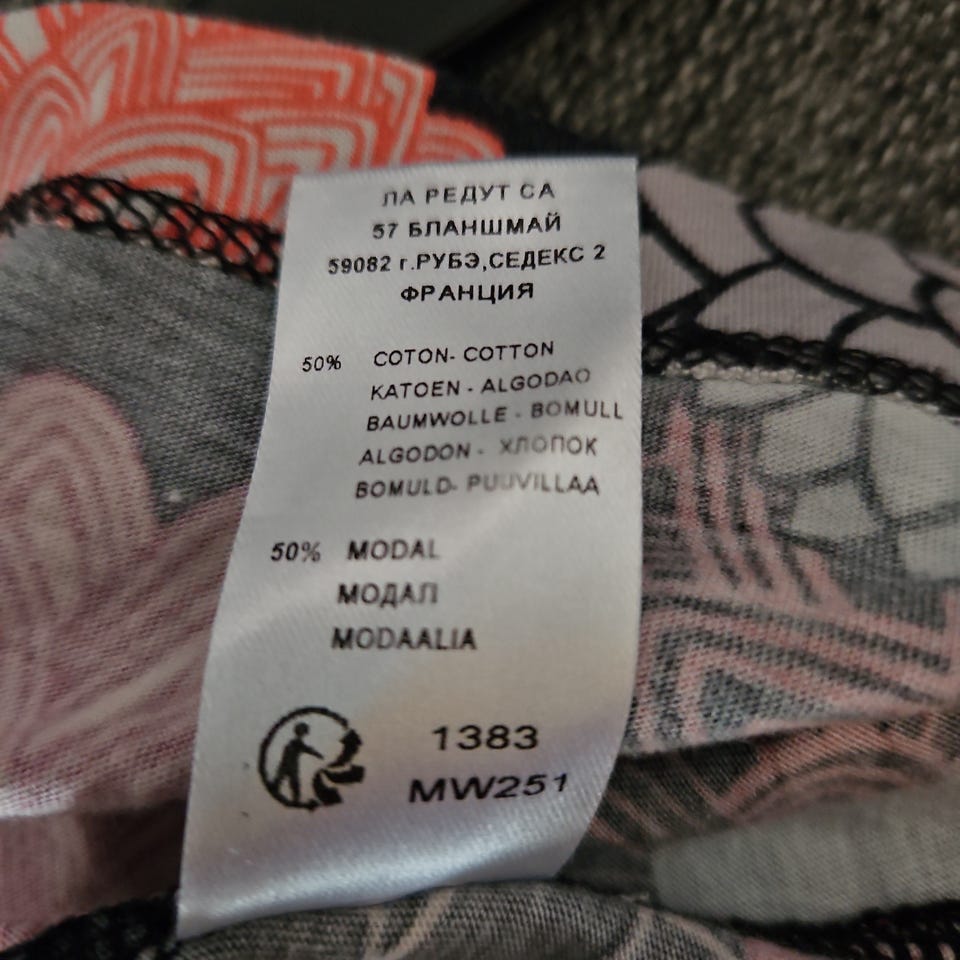 ЛА РЕДУТ СА
57 БЛАНШМАЙ
59082 г.РУБЭ,СЕДЕКС 2
ФРАНЦИЯ
50% COTON- COTTON
KATOEN - ALGODAO
BAUMWOLLE - BOMULL
ALGODON - ХЛОПОК
BOMULD- PUUVILLAA
50% MODAL
МОДАЛ
MODAALIA
1383
MW251